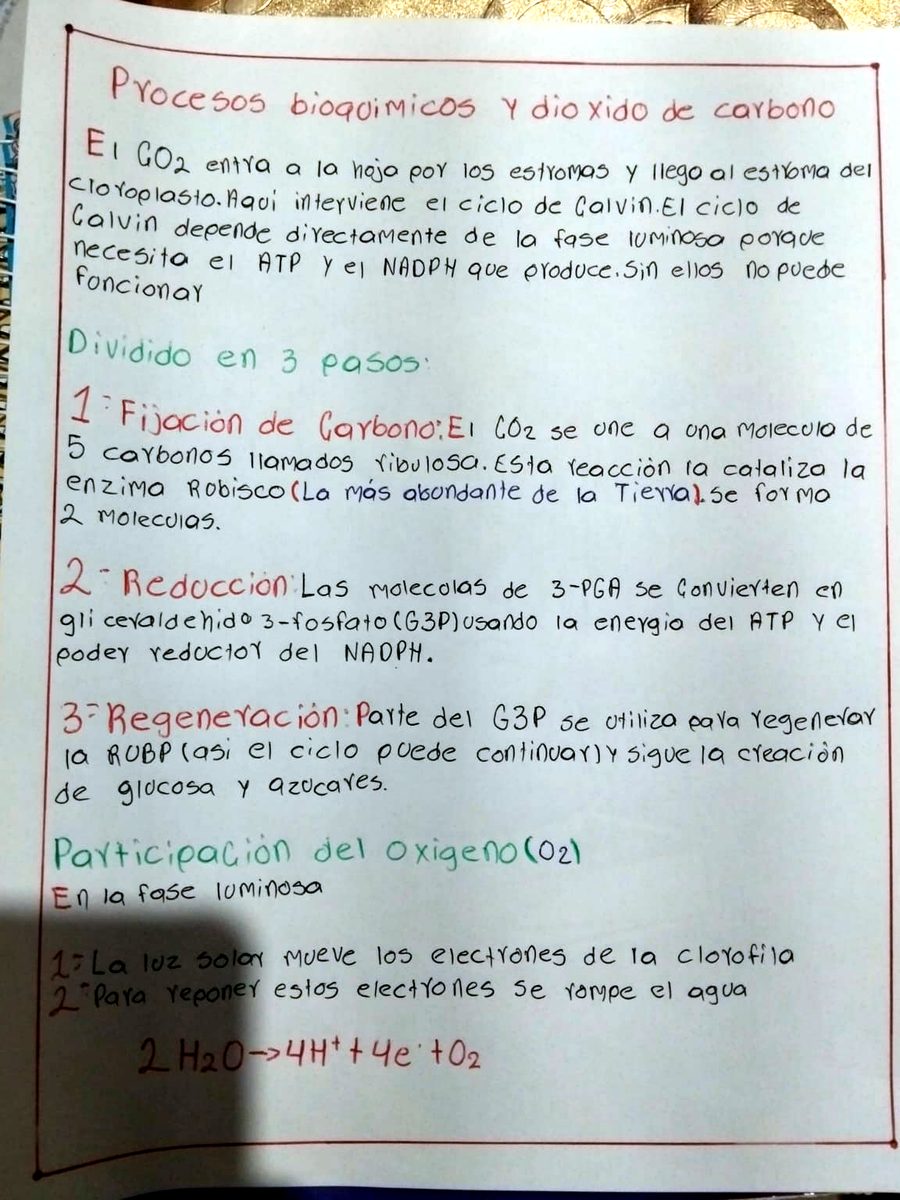 Procesos bioquimicos y dioxido de carbono
El CO2 entra a la hoja por los estromas y llego al estroma del
cloroplasto. Aqui interviene el ciclo de Calvin. El ciclo de
Calvin depende directamente de la fase luminosa porque
necesita el ATP y el NADPH que produce. Sin ellos no puede
foncionar
Dividido en 3 pasos:
1- Fijación de Carbono: El CO2 se une a una molecula de
5 carbonos llamados ribulosa. Esta reacción la cataliza la
enzima Robisco (La más abundante de la Tierra). se forma
2 moleculas.
2- Reducción: Las moleculas de 3-PGA se convierten en
gliceraldehido 3-fosfato (G3P) usando la energia del ATP y el
poder reductor del NADPH.
3- Regeneración: Parte del G3P se utiliza para regenerar
la RUBP (asi el ciclo puede continuar) y sigue la creación
de glucosa y azucares.
Participación del oxigeno (O2)
En la fase luminosa
1- La luz solar mueve los electrónes de la clorofila
2- Para reponer estos electrones se rompe el agua
2 H2O -> 4H+ + 4e- + O2